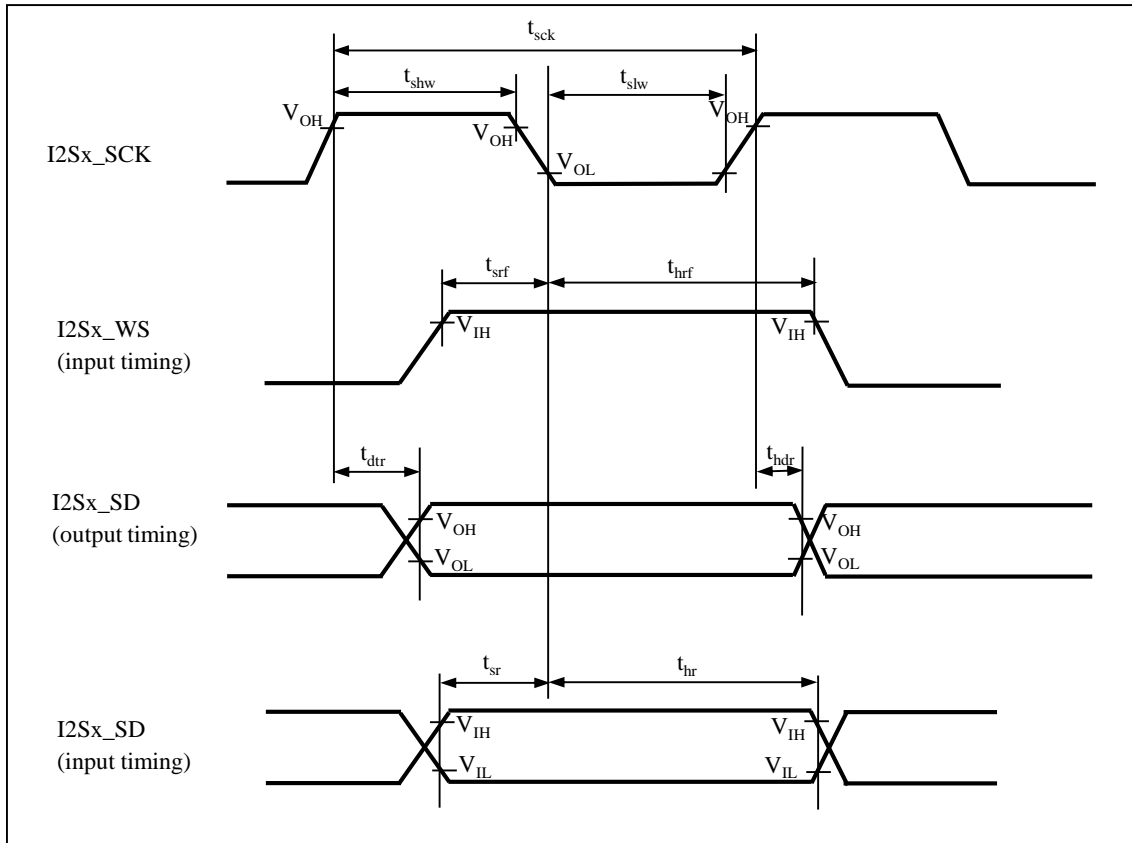 t_sck
t_shw
t_slw
V_OH
V_OH
V_OH
I2Sx_SCK
V_OL
t_srf
t_hrf
I2Sx_WS
(input timing)
V_IH
V_IH
t_dtr
t_hdr
I2Sx_SD
(output timing)
V_OH
V_OH
V_OL
V_OL
t_sr
t_hr
I2Sx_SD
(input timing)
V_IH
V_IH
V_IL
V_IL